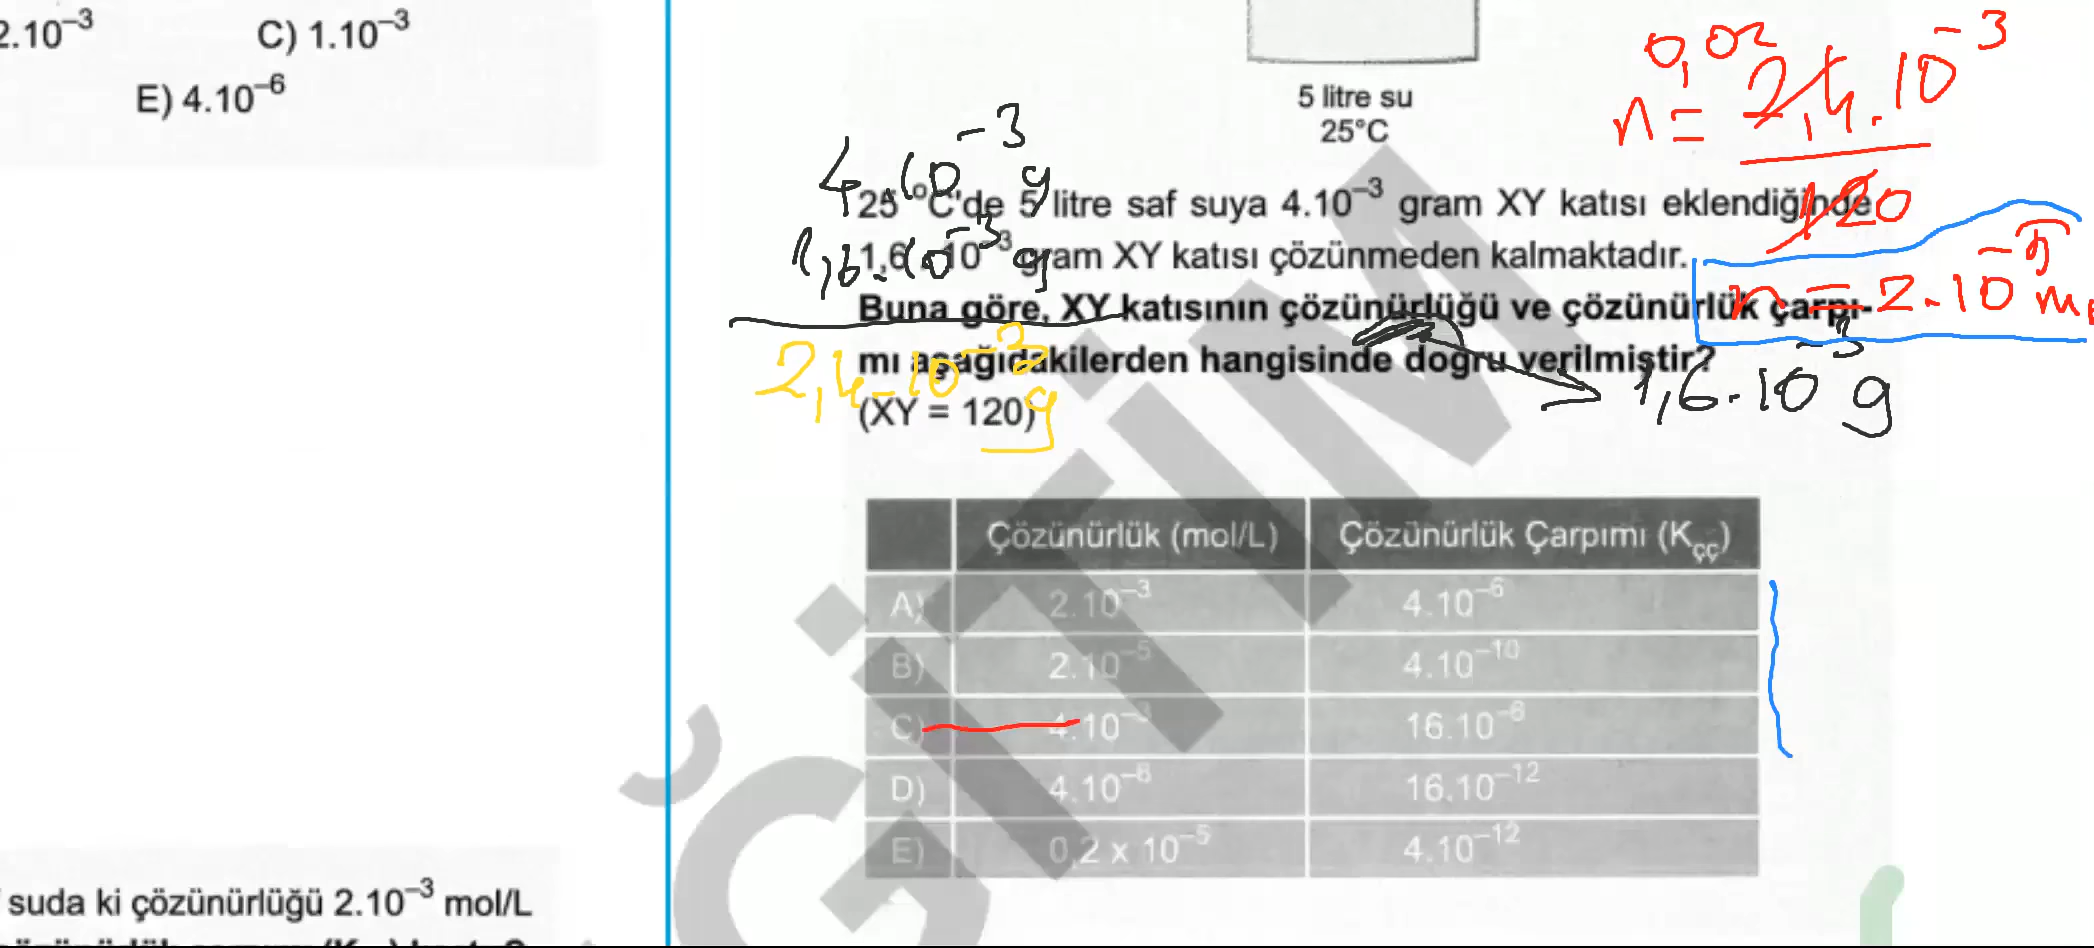 2.10⁻³
C) 1.10⁻³
E) 4.10⁻⁶
suda ki çözünürlüğü 2.10⁻³ mol/L
5 litre su
25°C
25 °C'de 5 litre saf suya 4.10⁻³ gram XY katısı eklendiğinde
1,6.10⁻³ gram XY katısı çözünmeden kalmaktadır.
Buna göre, XY katısının çözünürlüğü ve çözünürlük çarpı-
mı aşağıdakilerden hangisinde doğru verilmiştir?
(XY = 120)
4.10⁻³ g
1,6.10⁻³ g
2,4.10⁻³ g
1,6.10⁻³ g
0,02
n = 2,4.10⁻³
120
n = 2.10⁻⁵ m
Çözünürlük (mol/L) Çözünürlük Çarpımı (Kçç)
A) 2.10⁻³ 4.10⁻⁶
B) 2.10⁻⁵ 4.10⁻¹⁰
C) 4.10⁻³ 16.10⁻⁶
D) 4.10⁻⁶ 16.10⁻¹²
E) 0,2 x 10⁻⁵ 4.10⁻¹²
ĞİTİM